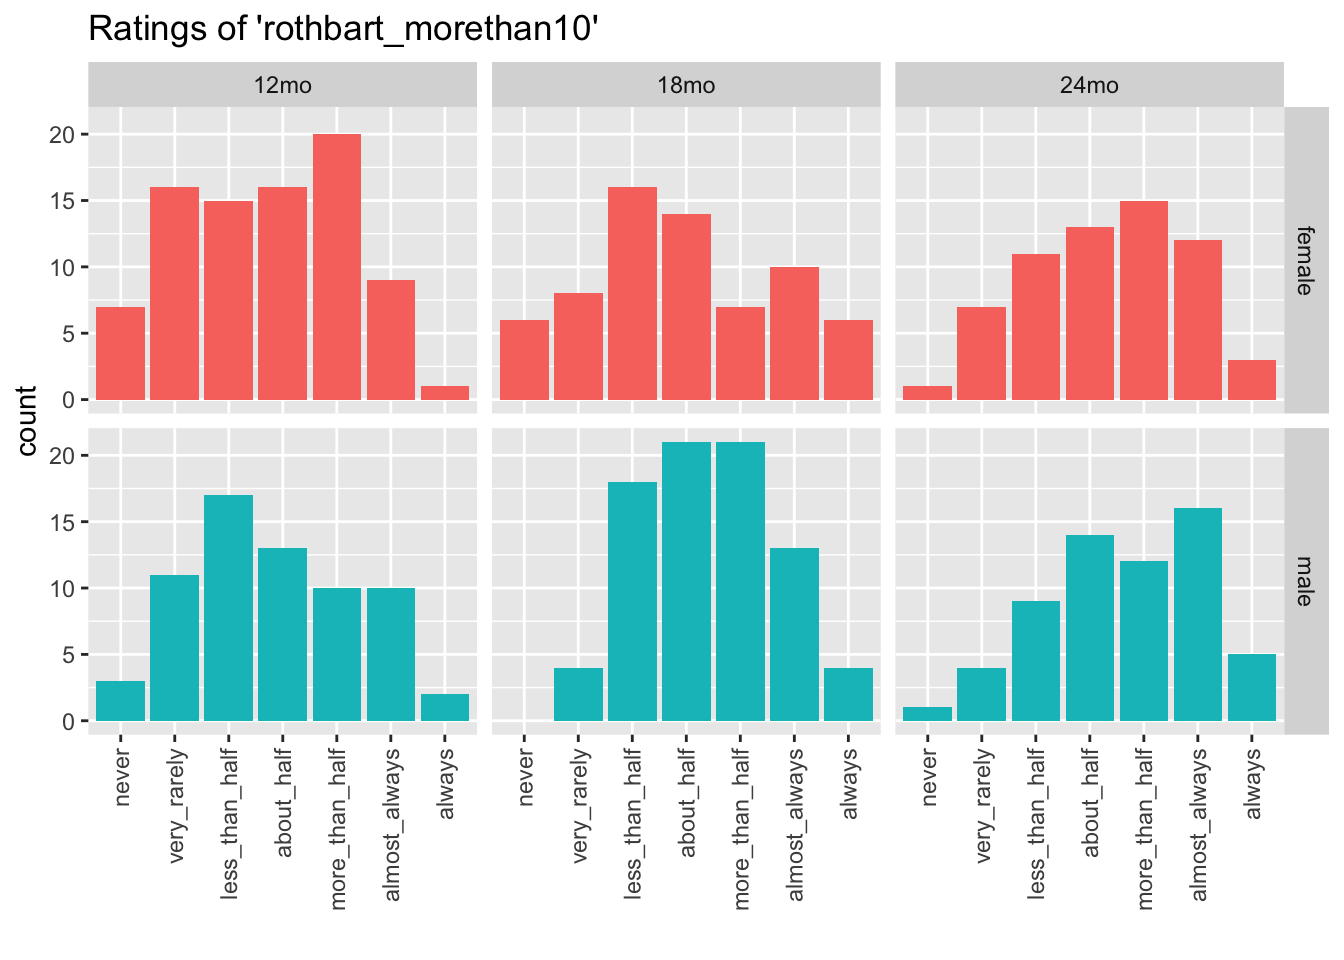 Ratings of 'rothbart_morethan10'
12mo 18mo 24mo
20
15
10
5
0
female
count
20
15
10
5
0
male
never very_rarely less_than_half about_half more_than_half almost_always always never very_rarely less_than_half about_half more_than_half almost_always always never very_rarely less_than_half about_half more_than_half almost_always always